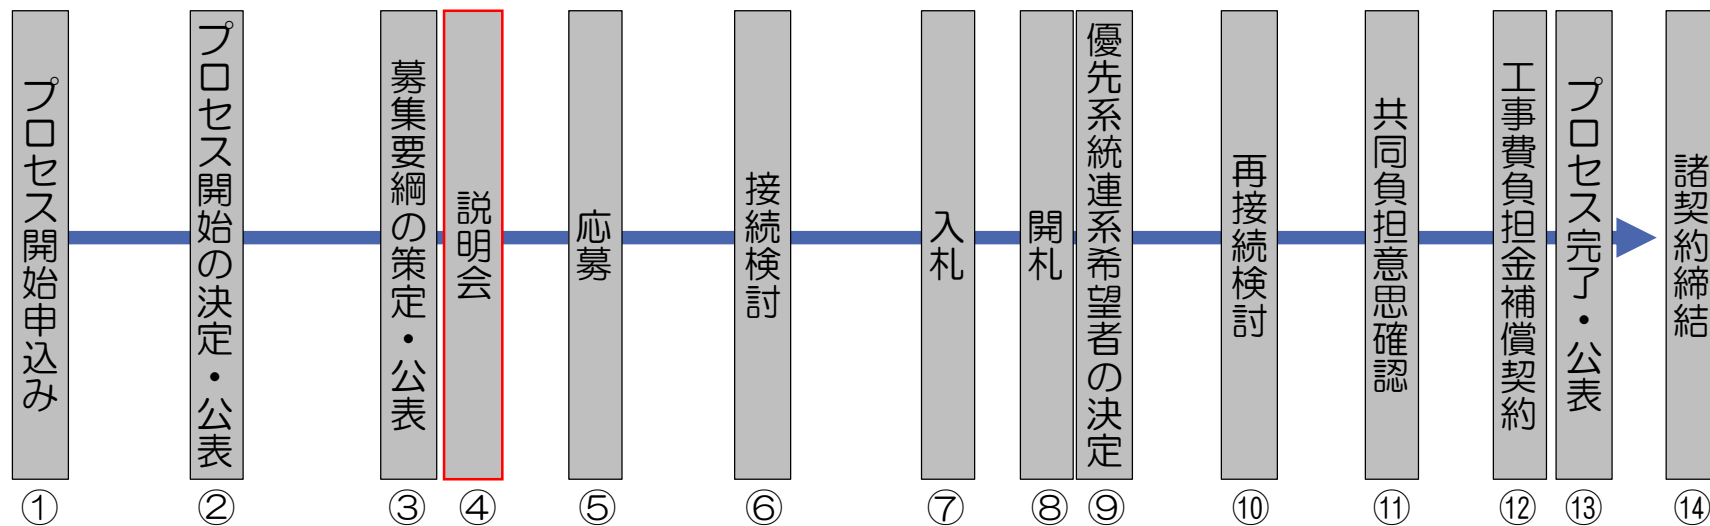 プロセス開始申込み
プロセス開始の決定・公表
募集要綱の策定・公表
説明会
応募
接続検討
入札
開札
優先系統連系希望者の決定
再接続検討
共同負担意思確認
工事費負担金補償契約
プロセス完了・公表
諸契約締結
①
②
③
④
⑤
⑥
⑦
⑧
⑨
⑩
⑪
⑫
⑬
⑭